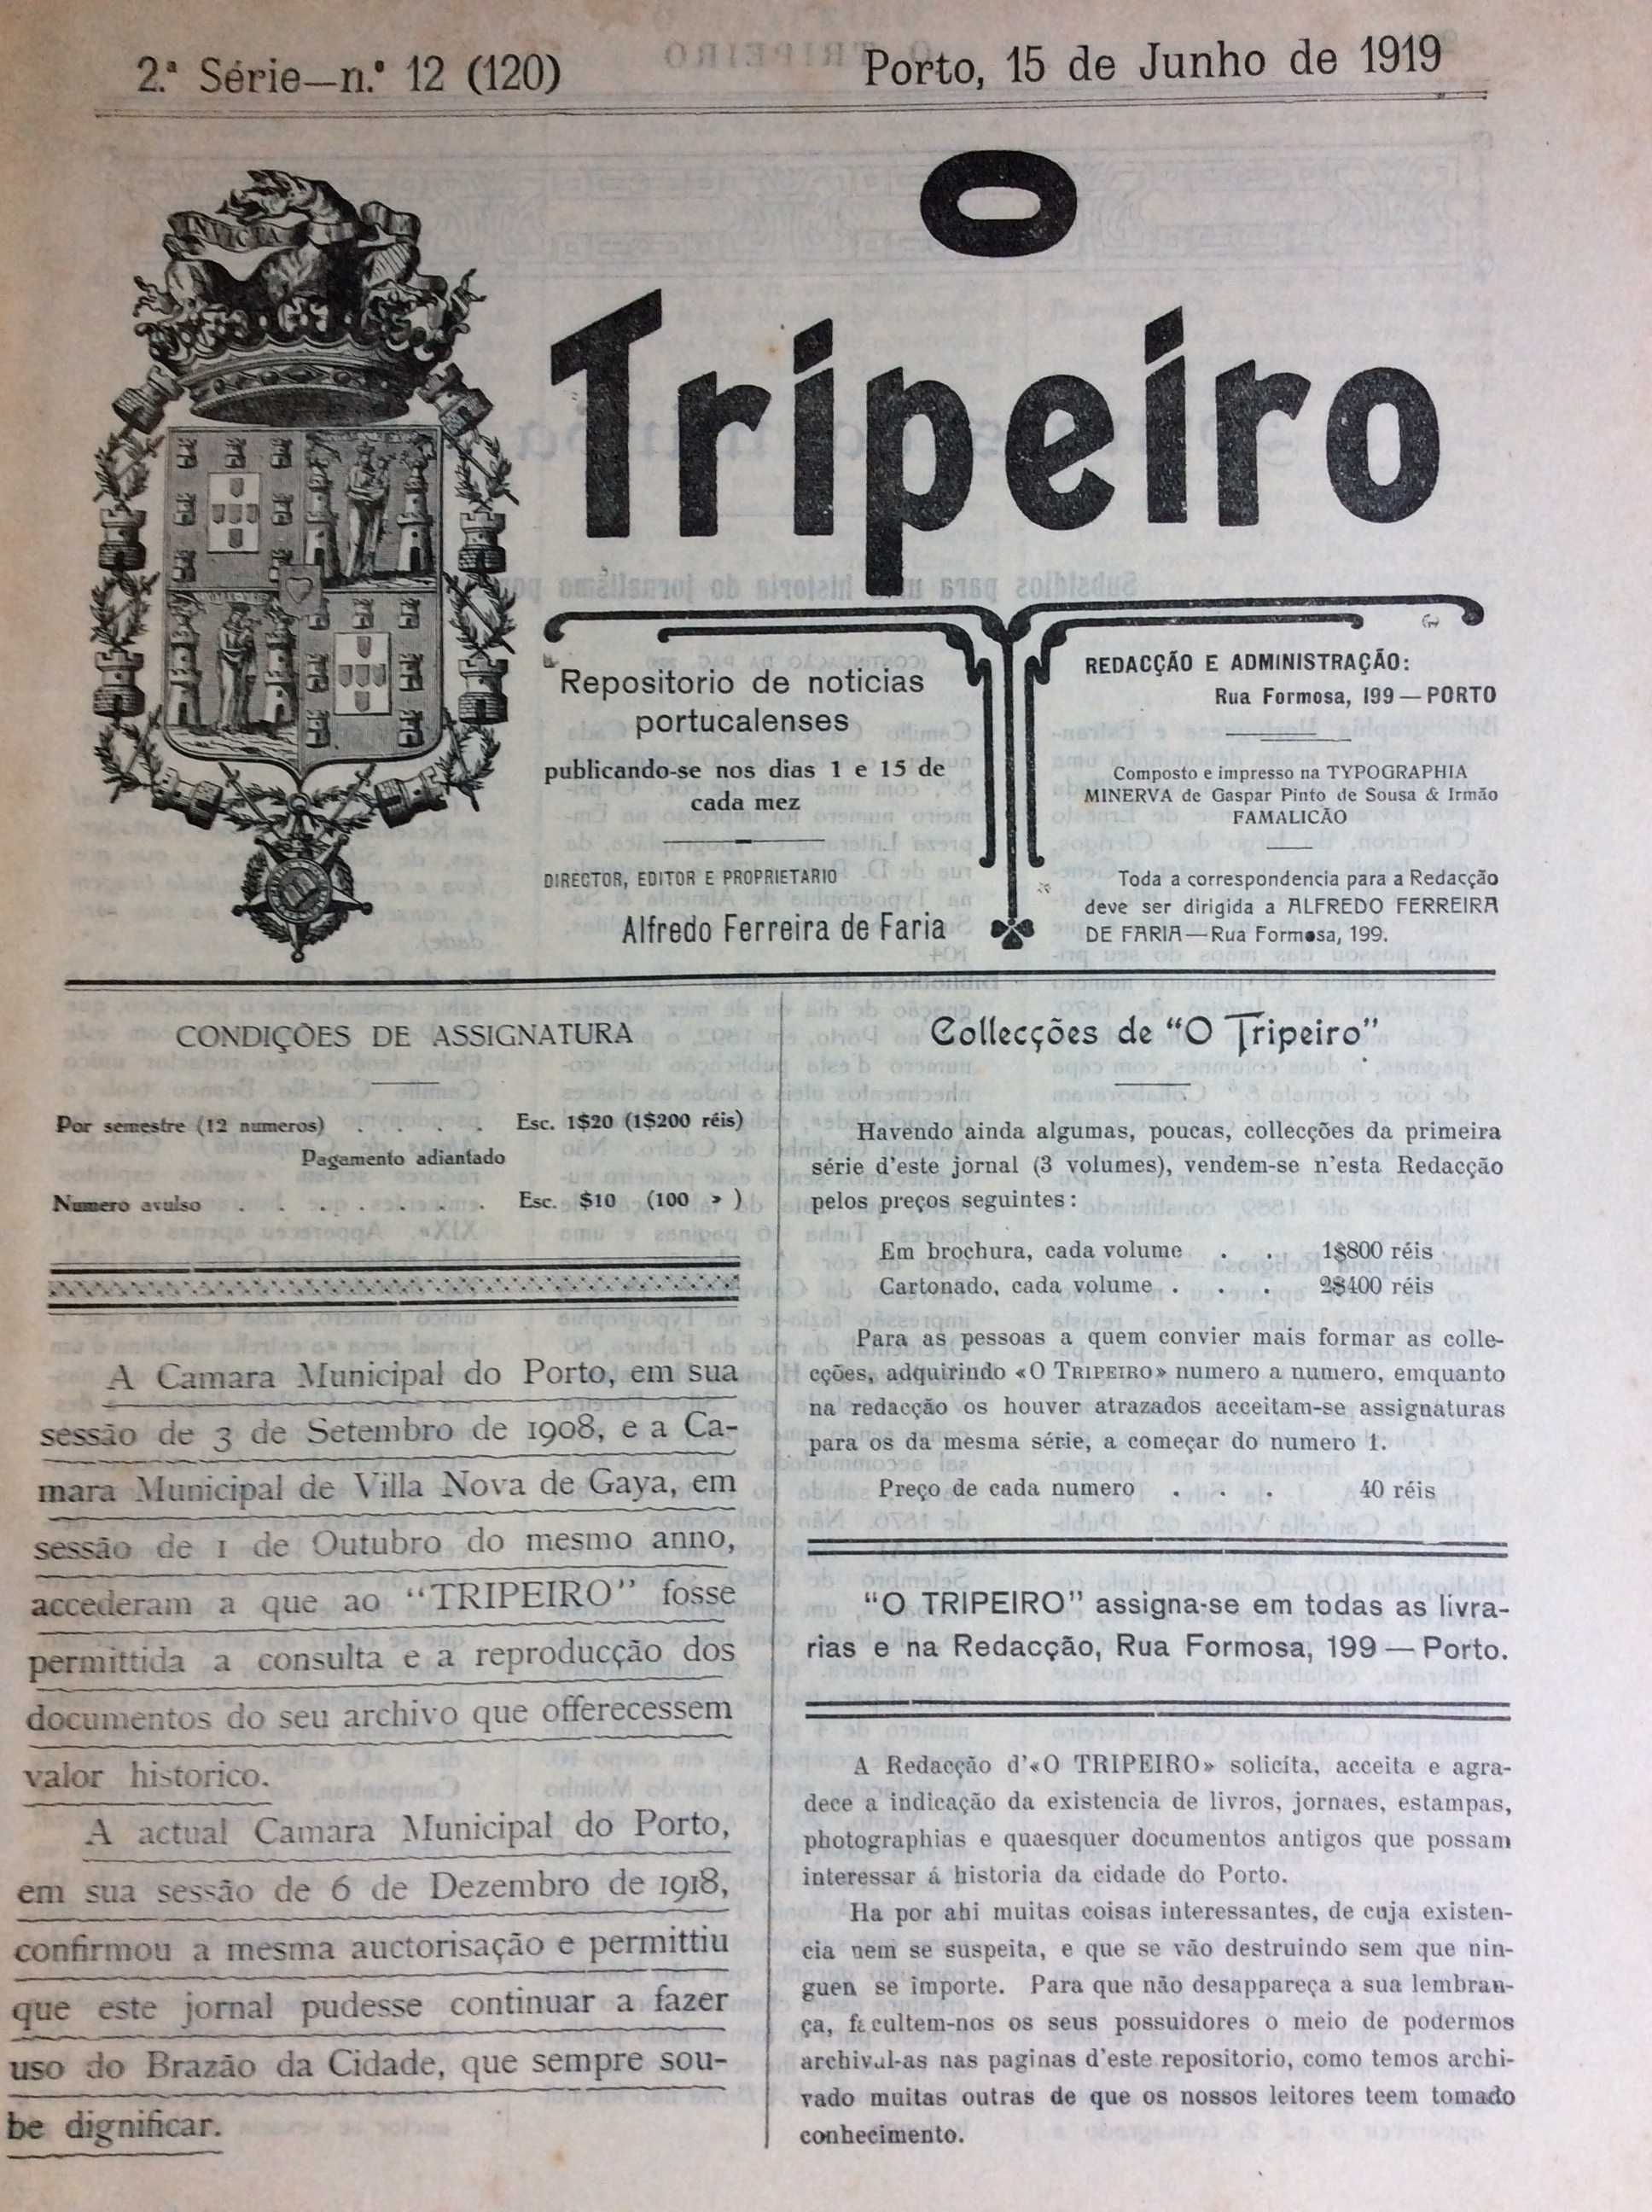 2.ª Série—n.º 12 (120)
Porto, 15 de Junho de 1919
INVICTA
O
Tripeiro
Repositorio de noticias
portucalenses
publicando-se nos dias 1 e 15 de
cada mez
DIRECTOR, EDITOR E PROPRIETARIO
Alfredo Ferreira de Faria
REDACÇÃO E ADMINISTRAÇÃO:
Rua Formosa, 199 — PORTO
Composto e impresso na TYPOGRAPHIA
MINERVA de Gaspar Pinto de Sousa & Irmão
FAMALICÃO
Toda a correspondencia para a Redacção
deve ser dirigida a ALFREDO FERREIRA
DE FARIA—Rua Formosa, 199.
CONDIÇÕES DE ASSIGNATURA
Por semestre (12 numeros) . . . . Esc. 1$20 (1$200 réis)
Pagamento adiantado
Numero avulso . . . . . . . Esc. $10 (100 » )
A Camara Municipal do Porto, em sua
sessão de 3 de Setembro de 1908, e a Ca-
mara Municipal de Villa Nova de Gaya, em
sessão de 1 de Outubro do mesmo anno,
accederam a que ao “TRIPEIRO” fosse
permittida a consulta e a reproducção dos
documentos do seu archivo que offerecessem
valor historico.
A actual Camara Municipal do Porto,
em sua sessão de 6 de Dezembro de 1918,
confirmou a mesma auctorisação e permittiu
que este jornal pudesse continuar a fazer
uso do Brazão da Cidade, que sempre sou-
be dignificar.
Collecções de “O Tripeiro”
Havendo ainda algumas, poucas, collecções da primeira
série d'este jornal (3 volumes), vendem-se n'esta Redacção
pelos preços seguintes:
Em brochura, cada volume . . 1$800 réis
Cartonado, cada volume . . . 2$400 réis
Para as pessoas a quem convier mais formar as colle-
cções, adquirindo «O TRIPEIRO» numero a numero, emquanto
na redacção os houver atrazados acceitam-se assignaturas
para os da mesma série, a começar do numero 1.
Preço de cada numero . . . 40 réis
“O TRIPEIRO” assigna-se em todas as livra-
rias e na Redacção, Rua Formosa, 199 — Porto.
A Redacção d'«O TRIPEIRO» solicita, acceita e agra-
dece a indicação da existencia de livros, jornaes, estampas,
photographias e quaesquer documentos antigos que possam
interessar á historia da cidade do Porto.
Ha por ahi muitas coisas interessantes, de cuja existen-
cia nem se suspeita, e que se vão destruindo sem que nin-
guen se importe. Para que não desappareça a sua lembran-
ça, facultem-nos os seus possuidores o meio de podermos
archival-as nas paginas d'este repositorio, como temos archi-
vado muitas outras de que os nossos leitores teem tomado
conhecimento.